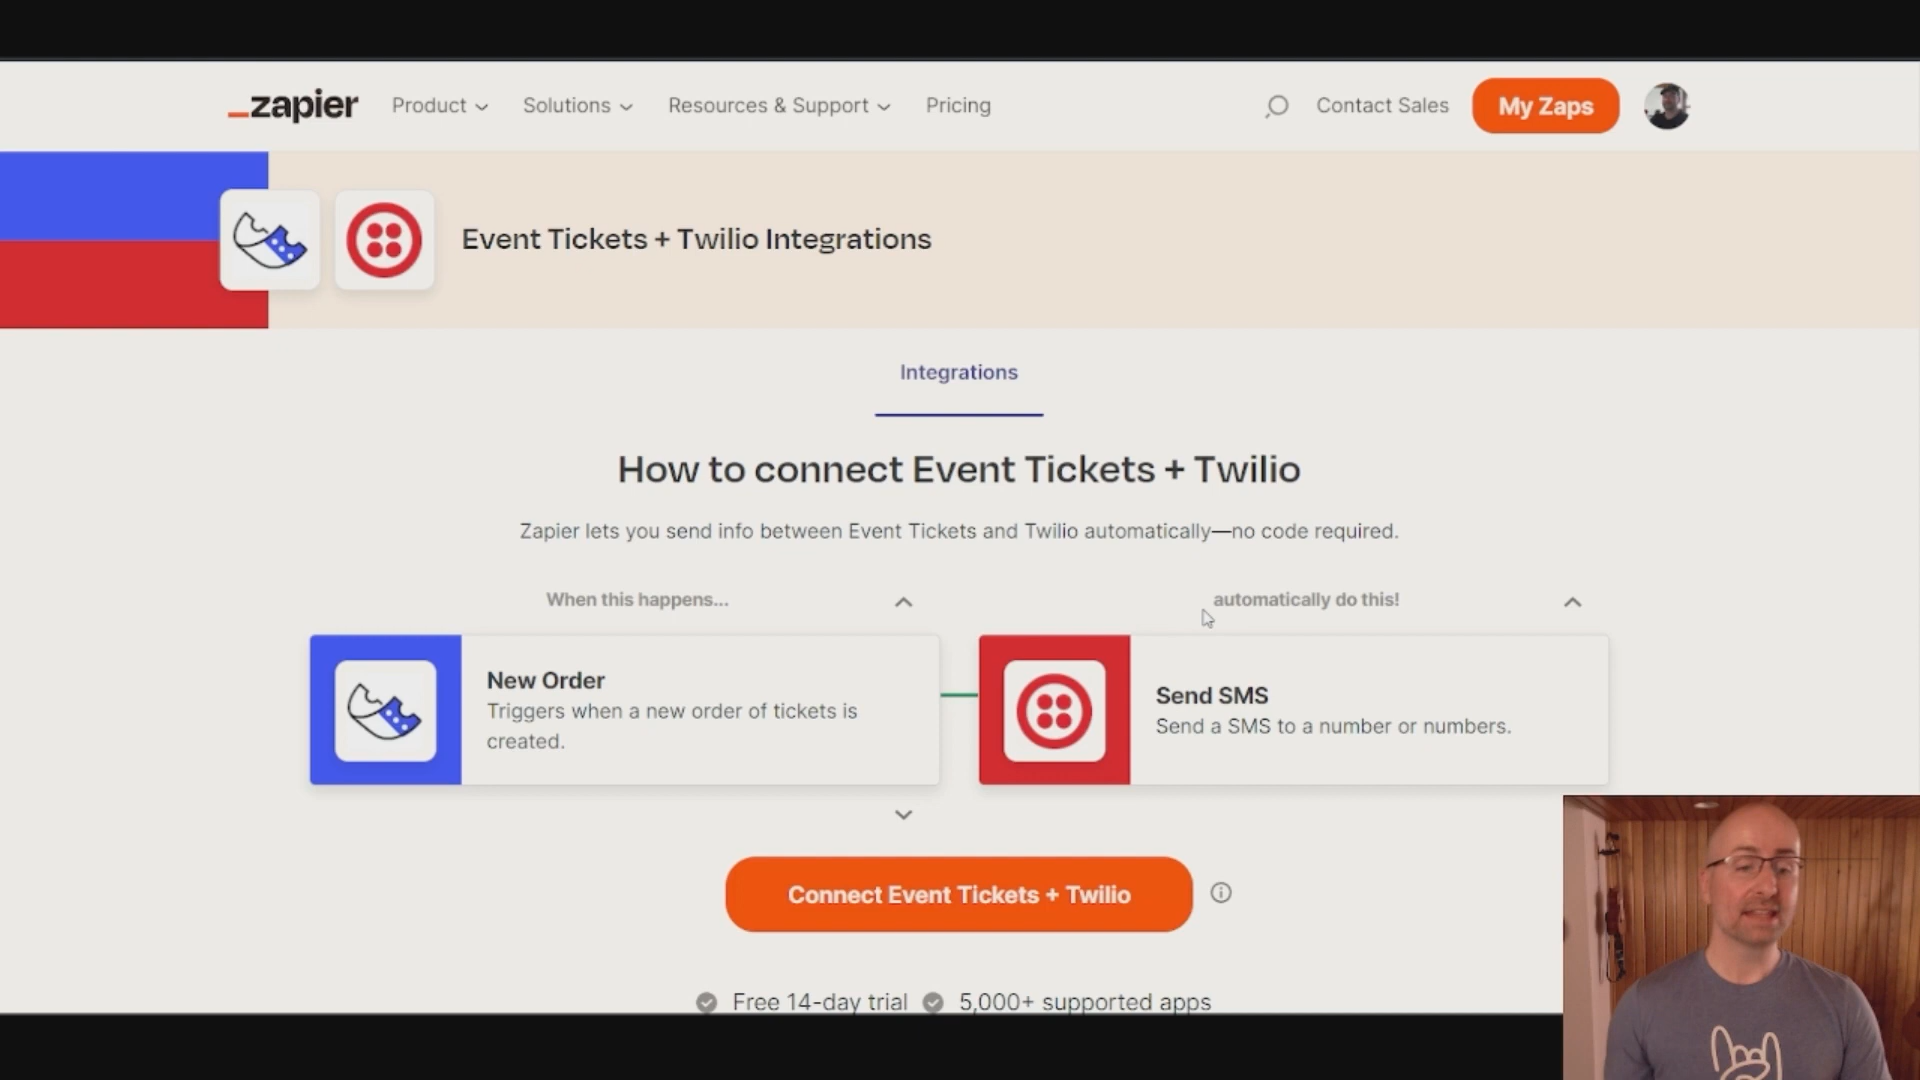 zapier
Product
Solutions
Resources & Support
Pricing
Contact Sales
My Zaps
Event Tickets + Twilio Integrations
Integrations
How to connect Event Tickets + Twilio
Zapier lets you send info between Event Tickets and Twilio automatically—no code required.
When this happens...
automatically do this!
New Order
Triggers when a new order of tickets is
created.
Send SMS
Send a SMS to a number or numbers.
Connect Event Tickets + Twilio
Free 14-day trial
5,000+ supported apps